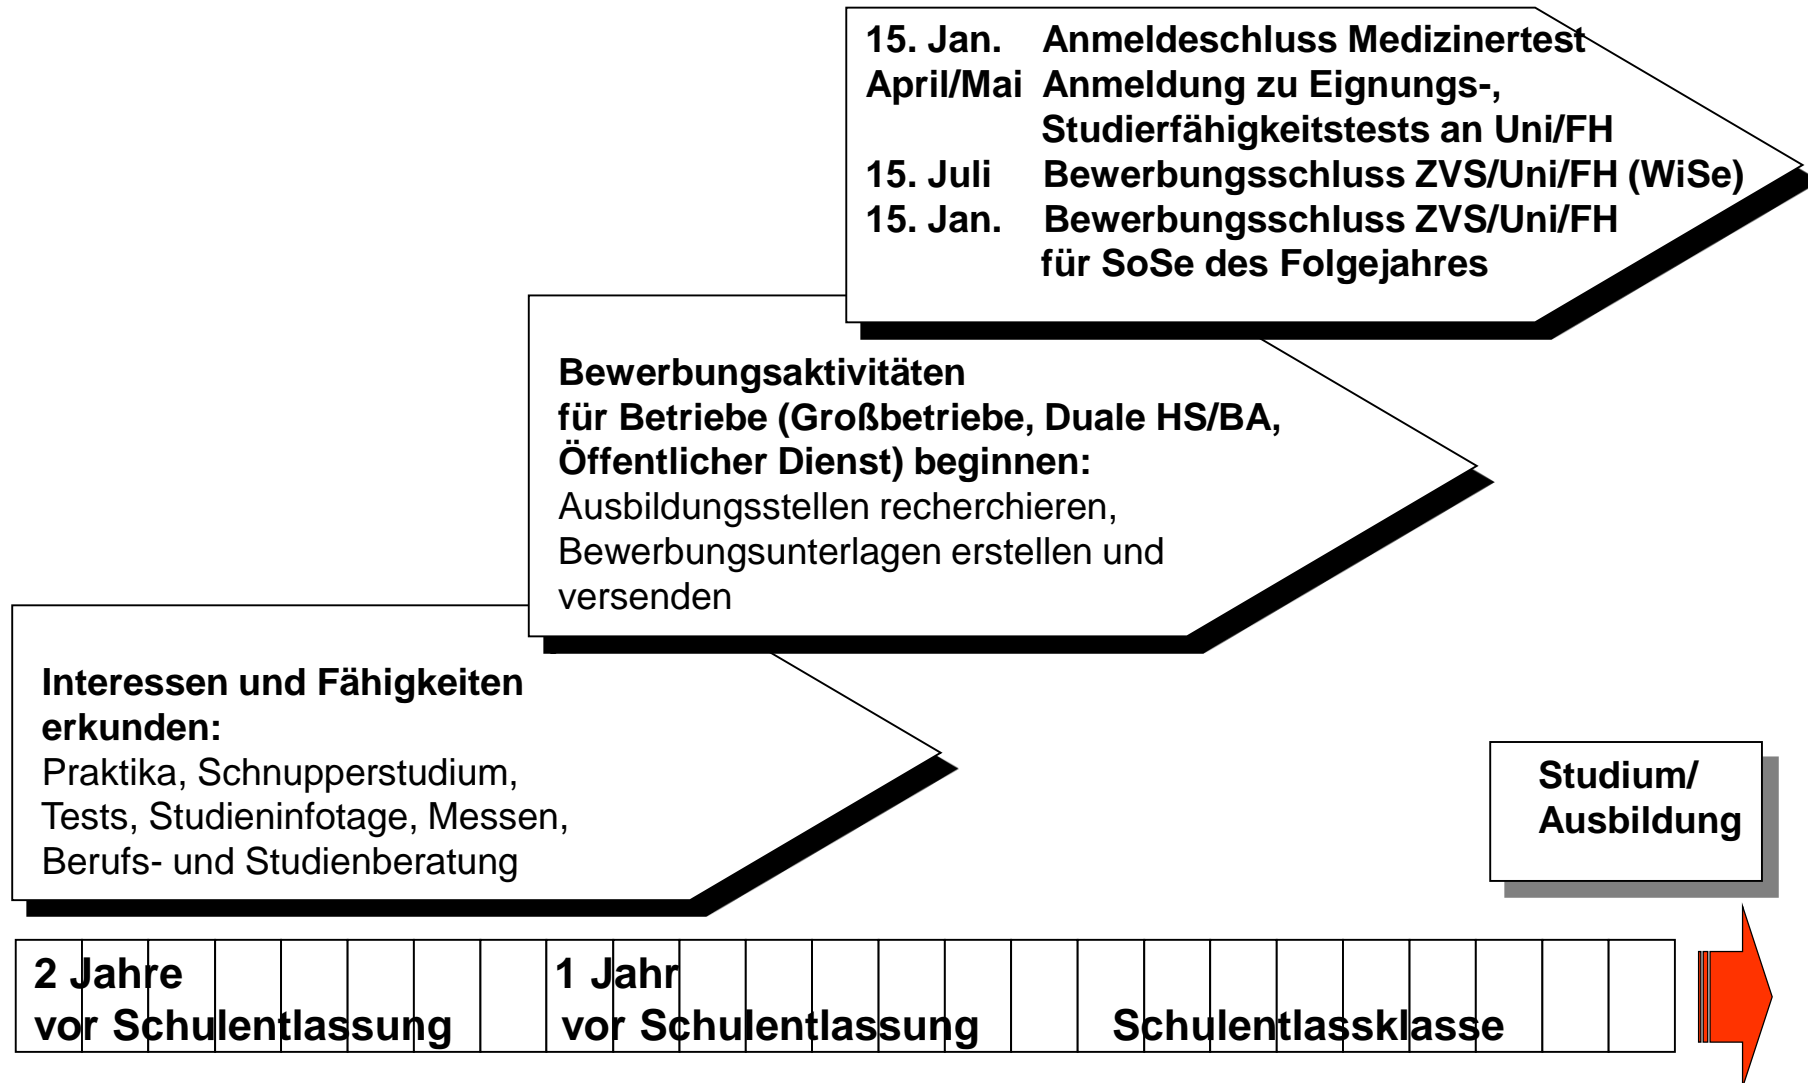 15. Jan. Anmeldeschluss Medizinertest
April/Mai Anmeldung zu Eignungs-,
Studierfähigkeitstests an Uni/FH
15. Juli Bewerbungsschluss ZVS/Uni/FH (WiSe)
15. Jan. Bewerbungsschluss ZVS/Uni/FH
für SoSe des Folgejahres
Bewerbungsaktivitäten
für Betriebe (Großbetriebe, Duale HS/BA,
Öffentlicher Dienst) beginnen:
Ausbildungsstellen recherchieren,
Bewerbungsunterlagen erstellen und
versenden
Interessen und Fähigkeiten
erkunden:
Praktika, Schnupperstudium,
Tests, Studieninfotage, Messen,
Berufs- und Studienberatung
Studium/
Ausbildung
2 Jahre
vor Schulentlassung
1 Jahr
vor Schulentlassung
Schulentlassklasse